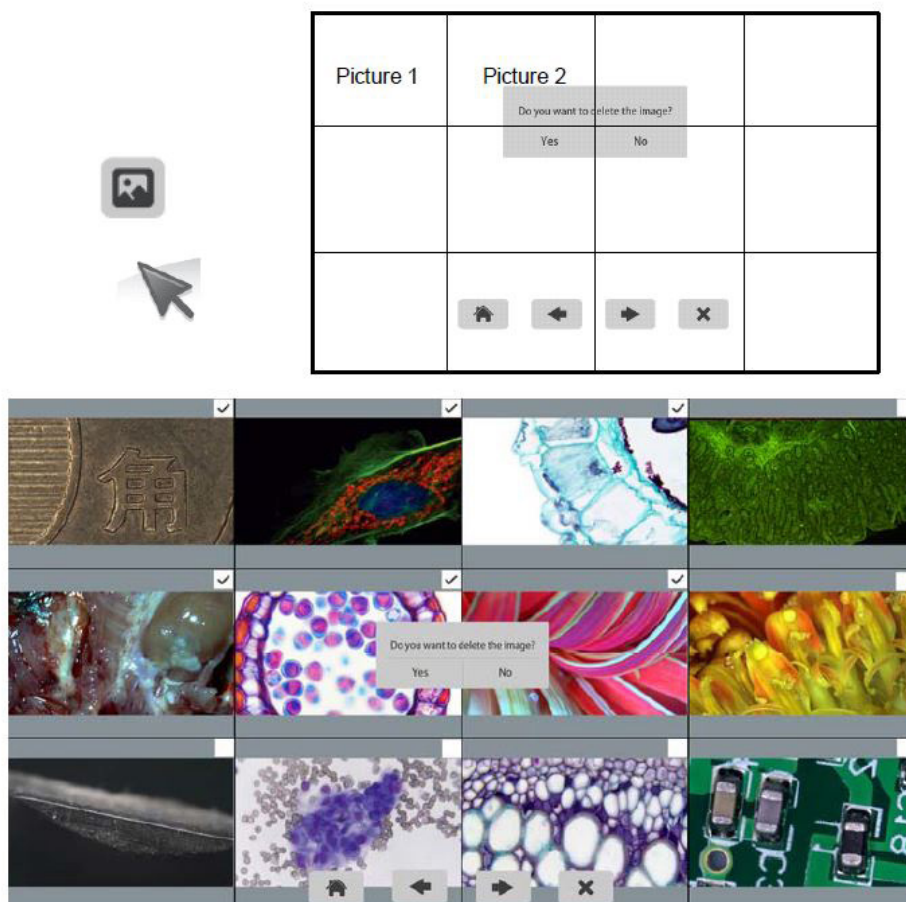 Picture 1
Picture 2
Do you want to delete the image?
Yes
No
角
Do you want to delete the image?
Yes
No